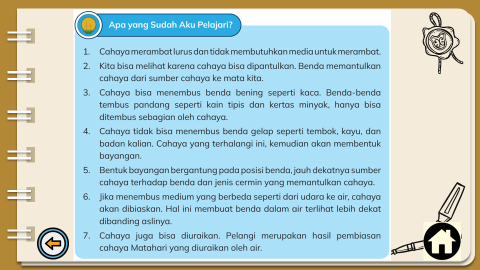 Apa yang Sudah Aku Pelajari?
1. Cahaya merambat lurus dan tidak membutuhkan media untuk merambat.
2. Kita bisa melihat karena cahaya bisa dipantulkan. Benda memantulkan
cahaya dari sumber cahaya ke mata kita.
3. Cahaya bisa menembus benda bening seperti kaca. Benda-benda
tembus pandang seperti kain tipis dan kertas minyak, hanya bisa
ditembus sebagian oleh cahaya.
4. Cahaya tidak bisa menembus benda gelap seperti tembok, kayu, dan
badan kalian. Cahaya yang terhalangi ini, kemudian akan membentuk
bayangan.
5. Bentuk bayangan bergantung pada posisi benda, jauh dekatnya sumber
cahaya terhadap benda dan jenis cermin yang memantulkan cahaya.
6. Jika menembus medium yang berbeda seperti dari udara ke air, cahaya
akan dibiaskan. Hal ini membuat benda dalam air terlihat lebih dekat
dibanding aslinya.
7. Cahaya juga bisa diuraikan. Pelangi merupakan hasil pembiasan
cahaya Matahari yang diuraikan oleh air.